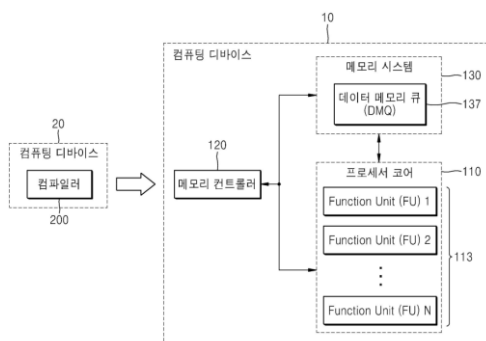 10
컴퓨팅 디바이스
메모리 시스템
130
데이터 메모리 큐
(DMQ)
137
20
컴퓨팅 디바이스
컴파일러
200
120
메모리 컨트롤러
프로세서 코어
110
Function Unit (FU) 1
Function Unit (FU) 2
113
Function Unit (FU) N